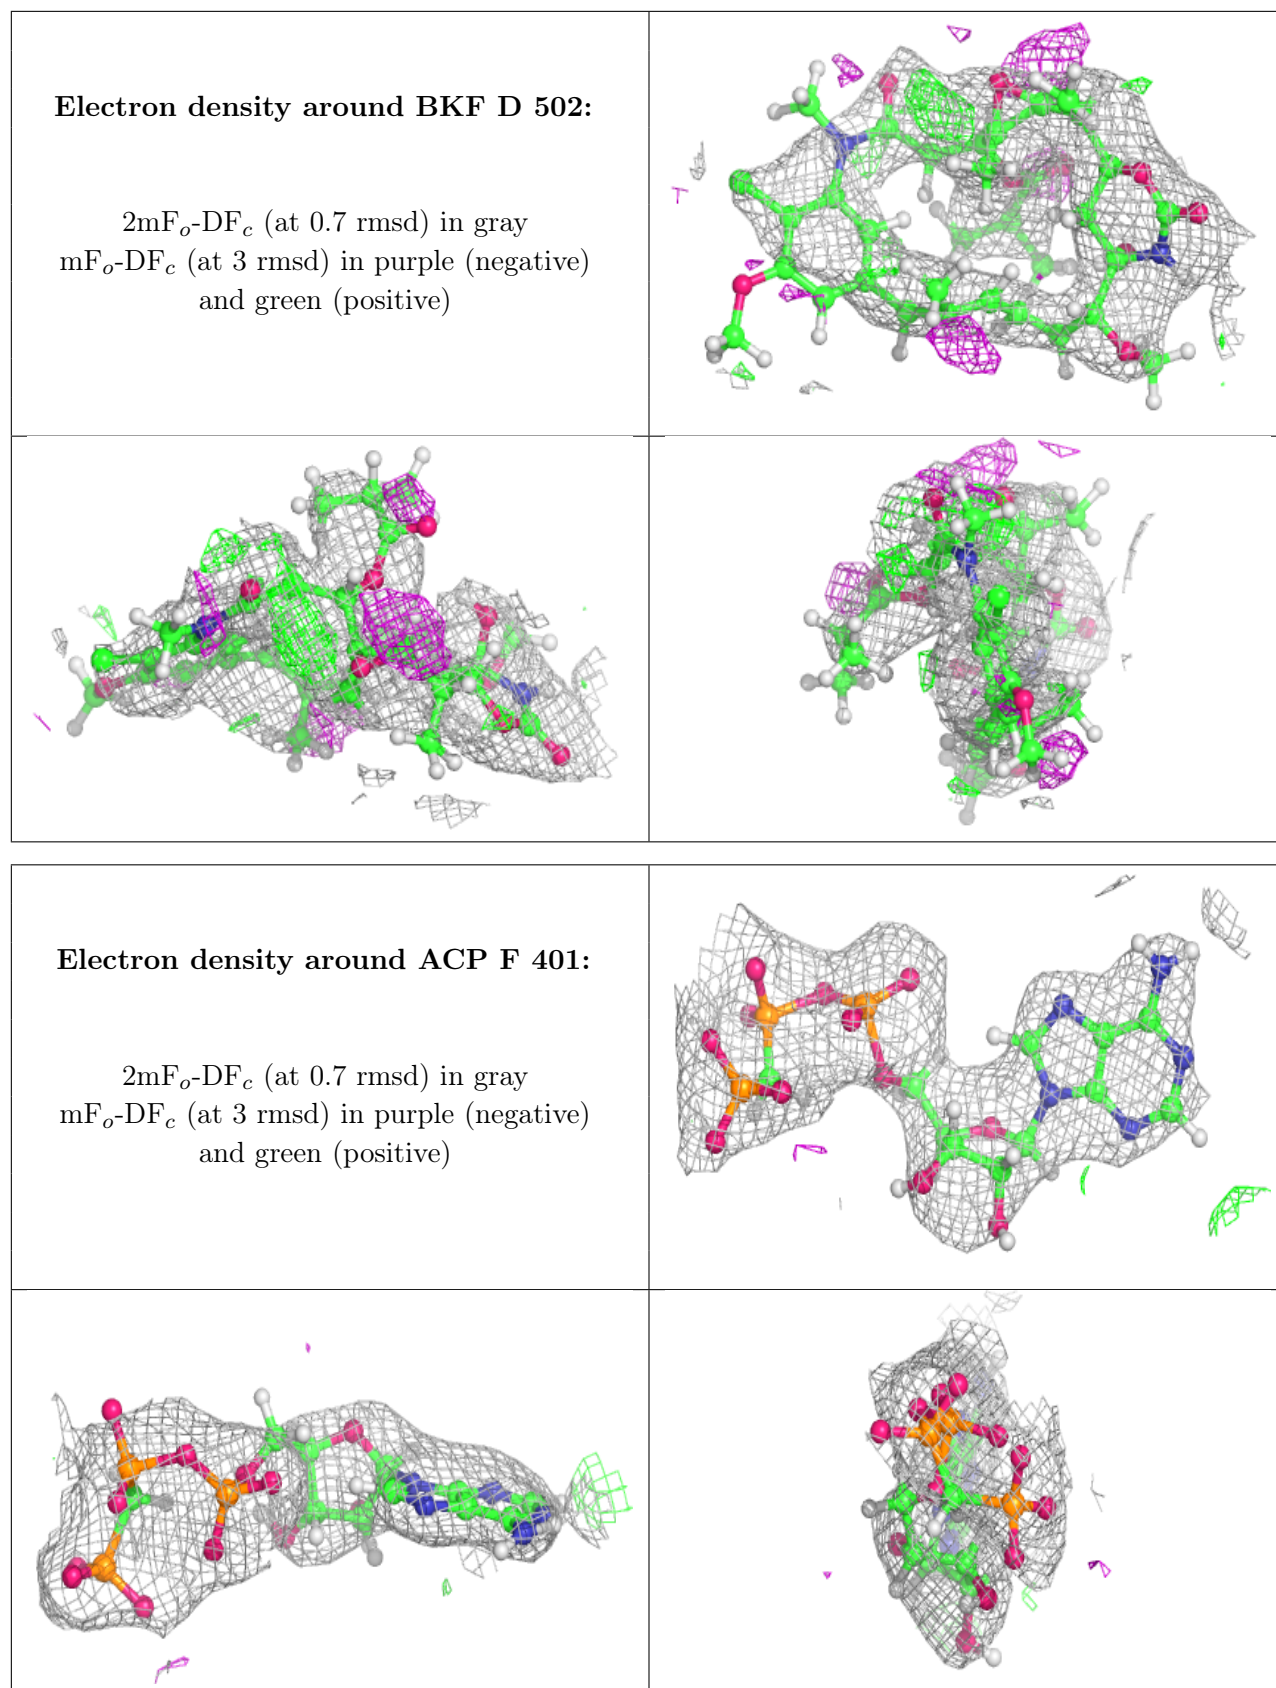 Electron density around BKF D 502:
2mFo-DFc (at 0.7 rmsd) in gray
mFo-DFc (at 3 rmsd) in purple (negative)
and green (positive)
Electron density around ACP F 401:
2mFo-DFc (at 0.7 rmsd) in gray
mFo-DFc (at 3 rmsd) in purple (negative)
and green (positive)